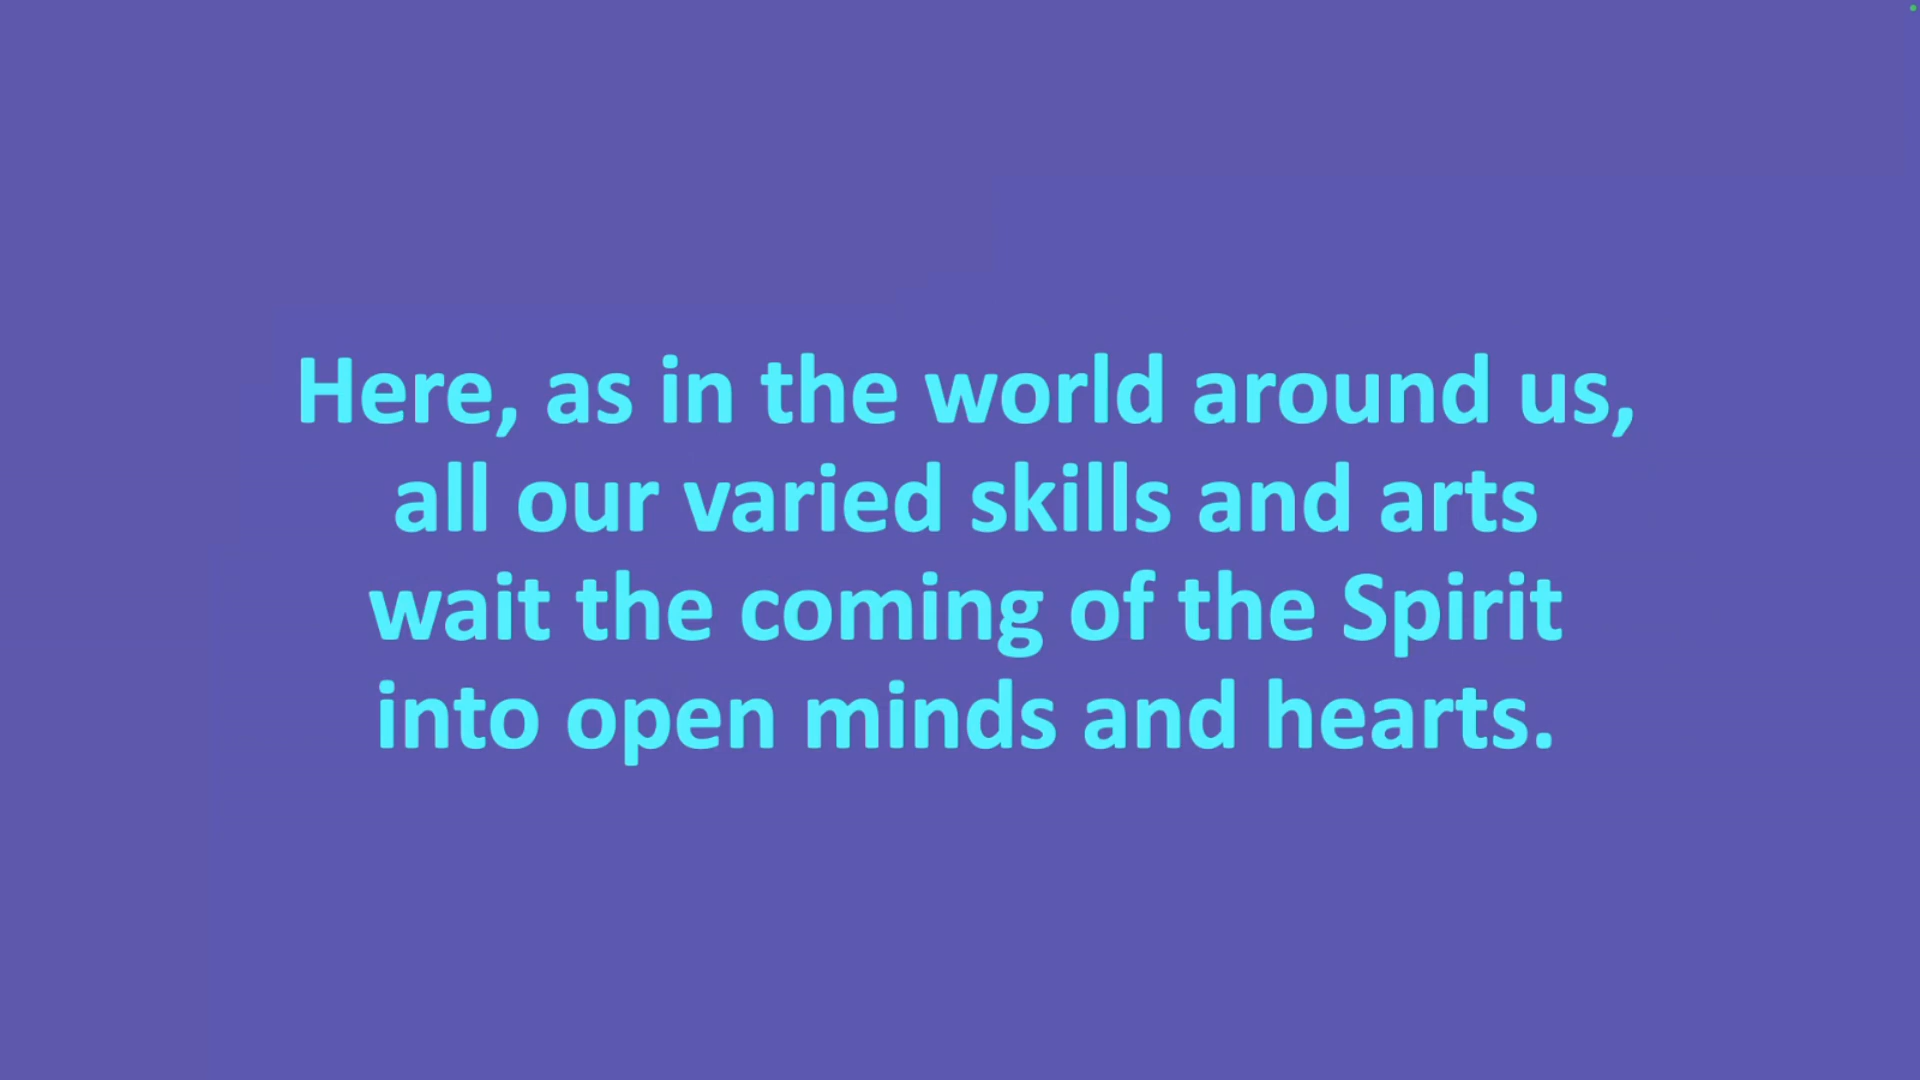 Here, as in the world around us,
all our varied skills and arts
wait the coming of the Spirit
into open minds and hearts.